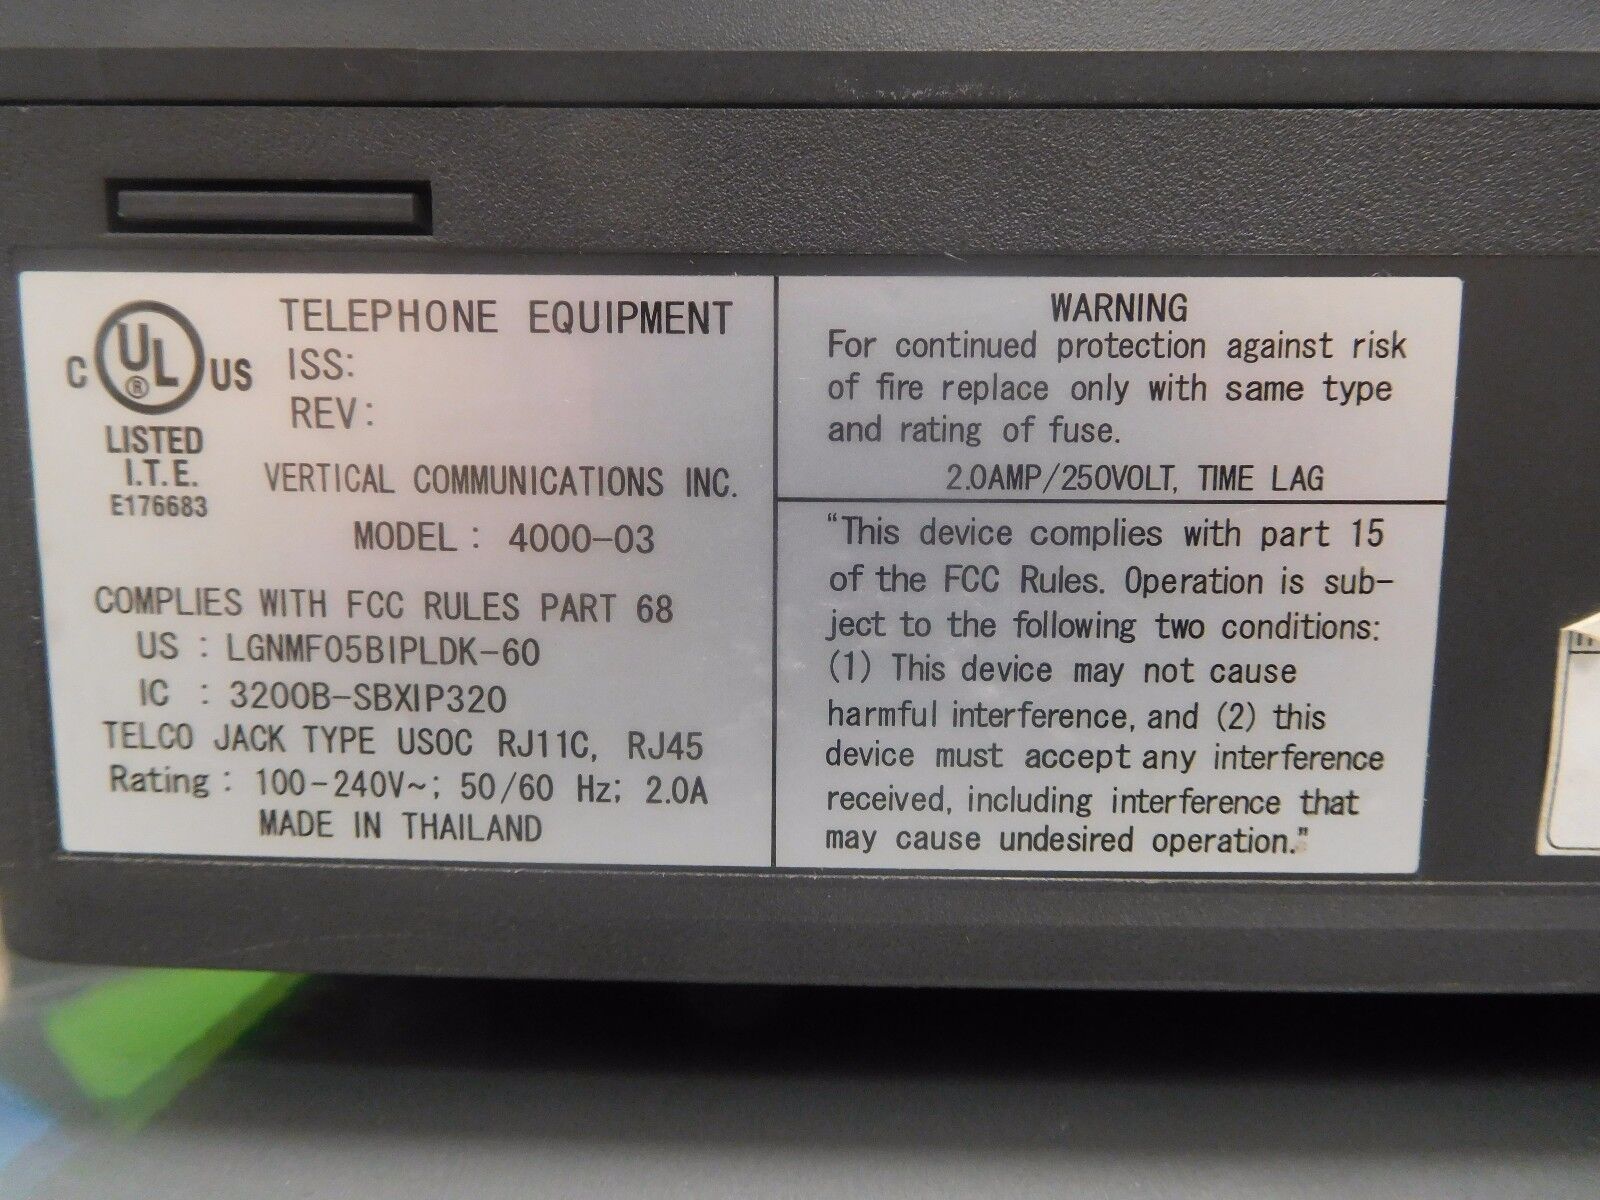 C UL ® US
LISTED
I.T.E.
E176683
TELEPHONE EQUIPMENT
ISS:
REV:
VERTICAL COMMUNICATIONS INC.
MODEL : 4000-03
COMPLIES WITH FCC RULES PART 68
US : LGNMF05BIPLDK-60
IC : 3200B-SBXIP320
TELCO JACK TYPE USOC RJ11C, RJ45
Rating : 100-240V~; 50/60 Hz; 2.0A
MADE IN THAILAND
WARNING
For continued protection against risk
of fire replace only with same type
and rating of fuse.
2.0AMP/250VOLT, TIME LAG
“This device complies with part 15
of the FCC Rules. Operation is sub-
ject to the following two conditions:
(1) This device may not cause
harmful interference, and (2) this
device must accept any interference
received, including interference that
may cause undesired operation.”